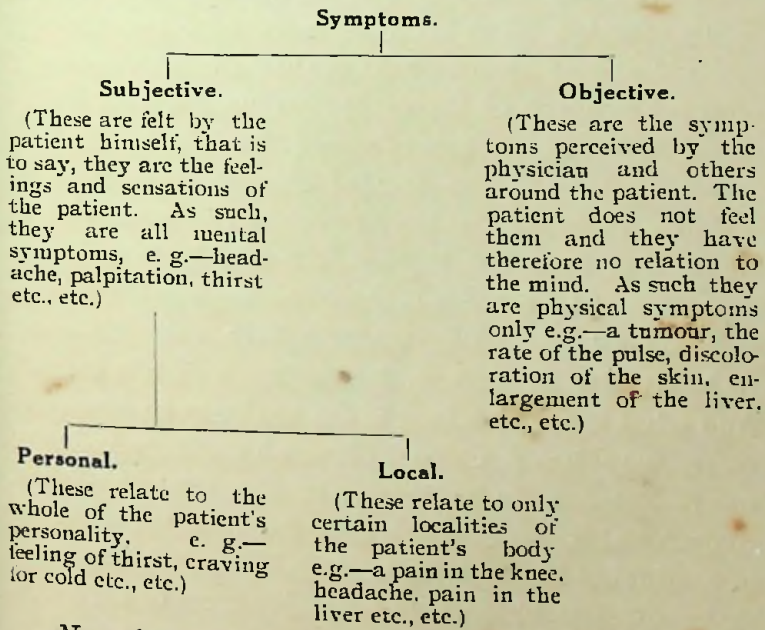 Symptoms.
Subjective.
(These are felt by the
patient himself, that is
to say, they are the feel-
ings and sensations of
the patient. As such,
they are all mental
symptoms, e. g.—head-
ache, palpitation, thirst
etc., etc.)
Objective.
(These are the symp-
toms perceived by the
physician and others
around the patient. The
patient does not feel
them and they have
therefore no relation to
the mind. As such they
are physical symptoms
only e.g.—a tumour, the
rate of the pulse, discolo-
ration of the skin, en-
largement of the liver,
etc., etc.)
Personal.
(These relate to the
whole of the patient's
personality, e. g.—
feeling of thirst, craving
for cold etc., etc.)
Local.
(These relate to only
certain localities of
the patient's body
e.g.—a pain in the knee,
headache, pain in the
liver etc., etc.)